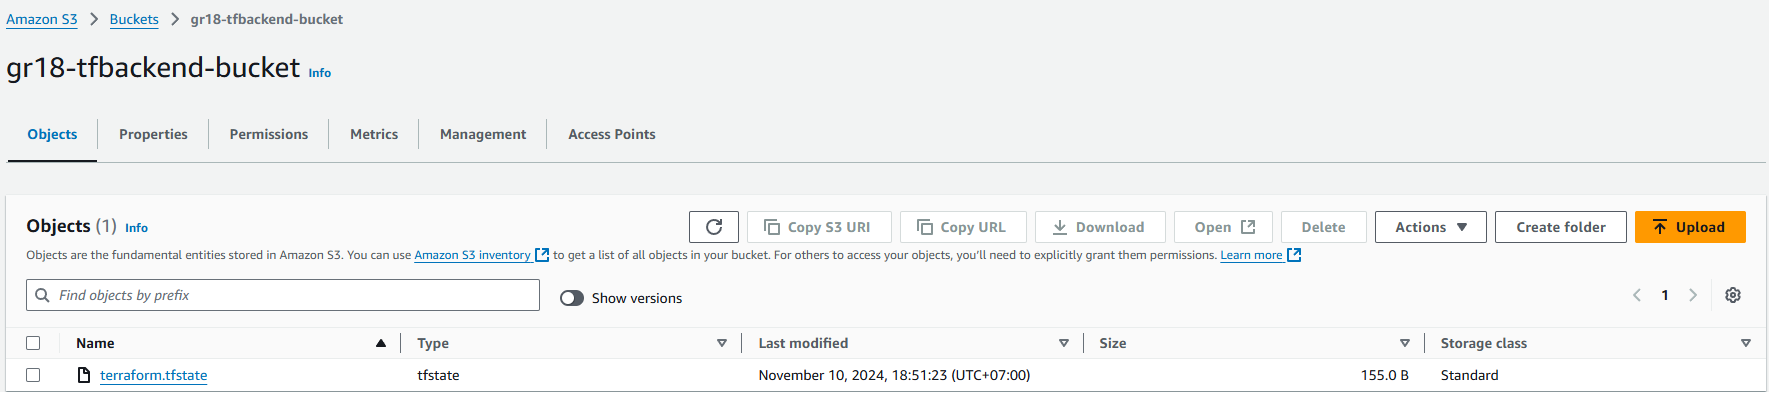 Amazon S3 > Buckets > gr18-tfbackend-bucket
gr18-tfbackend-bucket Info
Objects Properties Permissions Metrics Management Access Points
Objects (1) Info
Copy S3 URI Copy URL Download Open Delete Actions Create folder Upload
Objects are the fundamental entities stored in Amazon S3. You can use Amazon S3 inventory to get a list of all objects in your bucket. For others to access your objects, you'll need to explicitly grant them permissions. Learn more
Find objects by prefix Show versions 1
Name Type Last modified Size Storage class
terraform.tfstate tfstate November 10, 2024, 18:51:23 (UTC+07:00) 155.0 B Standard